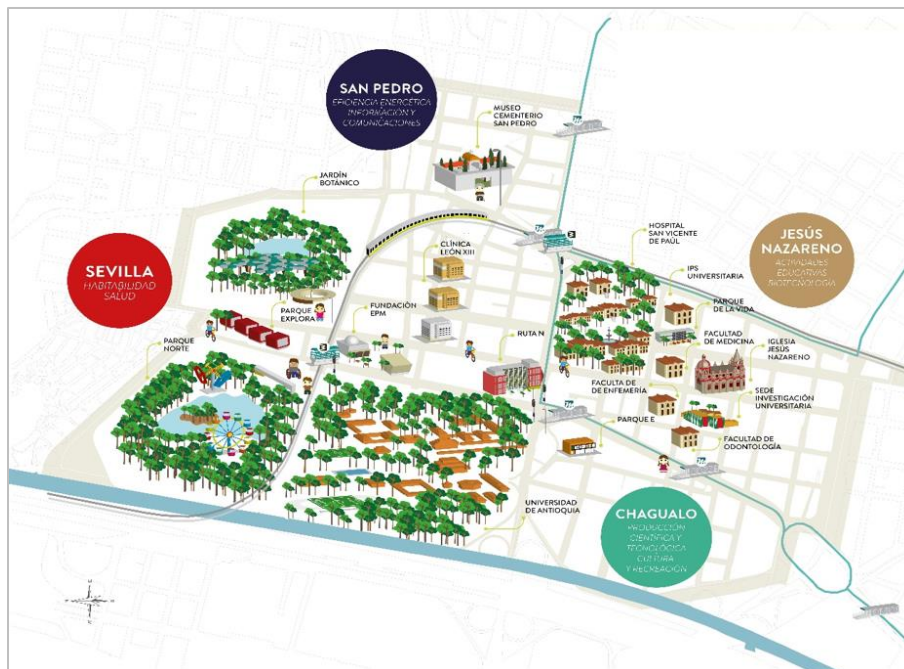 SAN PEDRO
EFICIENCIA ENERGÉTICA
INFORMACIÓN Y
COMUNICACIONES
MUSEO
CEMENTERIO
SAN PEDRO
JARDÍN
BOTÁNICO
HOSPITAL
SAN VICENTE
DE PAÚL
JESÚS
NAZARENO
ACTIVIDADES
EDUCATIVAS
BIOTECNOLOGÍA
SEVILLA
HABITABILIDAD
SALUD
CLÍNICA
LEÓN XIII
IPS
UNIVERSITARIA
PARQUE
EXPLORA
FUNDACIÓN
EPM
PARQUE DE
LA VIDA
RUTA N
FACULTAD
DE MEDICINA
IGLESIA
JESÚS
NAZARENO
PARQUE
NORTE
FACULTA DE
DE ENFEMERÍA
SEDE
INVESTIGACIÓN
UNIVERSITARIA
PARQUE E
FACULTAD DE
ODONTOLOGÍA
UNIVERSIDAD
DE ANTIOQUIA
CHAGUALO
PRODUCCIÓN
CIENTÍFICA Y
TECNOLÓGICA
CULTURA
Y RECREACIÓN